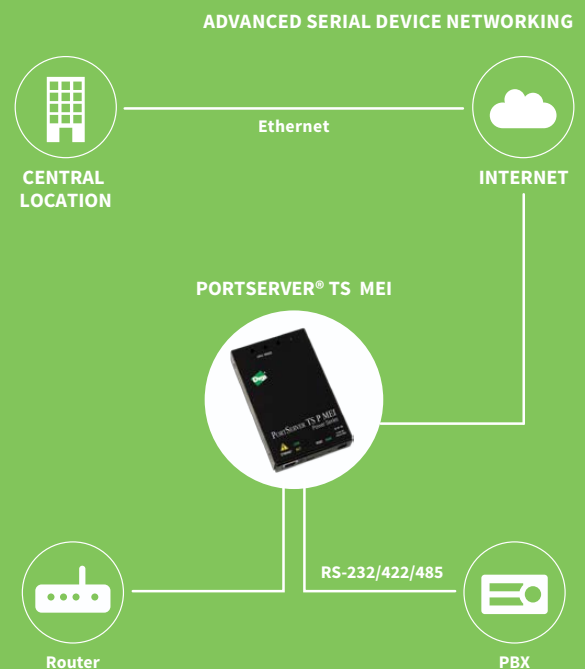 ADVANCED SERIAL DEVICE NETWORKING
Ethernet
CENTRAL
LOCATION
INTERNET
PORTSERVER® TS MEI
Digi
PORTSERVER TS P MEI
RS-232/422/485
Router
PBX